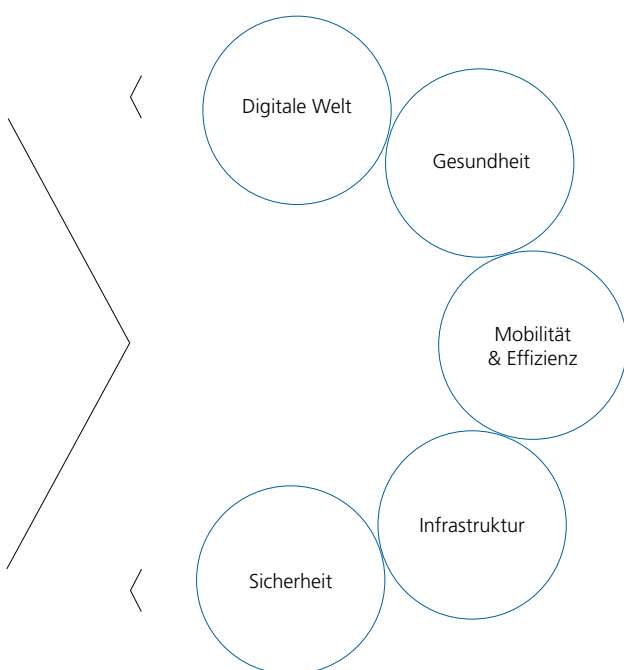 Digitale Welt
Gesundheit
Mobilität
& Effizienz
Infrastruktur
Sicherheit